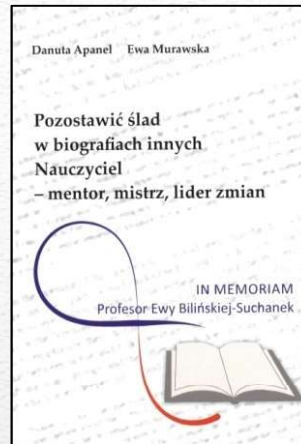 Danuta Apanel Ewa Murawska
Pozostawić ślad
w biografiach innych
Nauczyciel
– mentor, mistrz, lider zmian
IN MEMORIAM
Profesor Ewy Bilińskiej-Suchanek